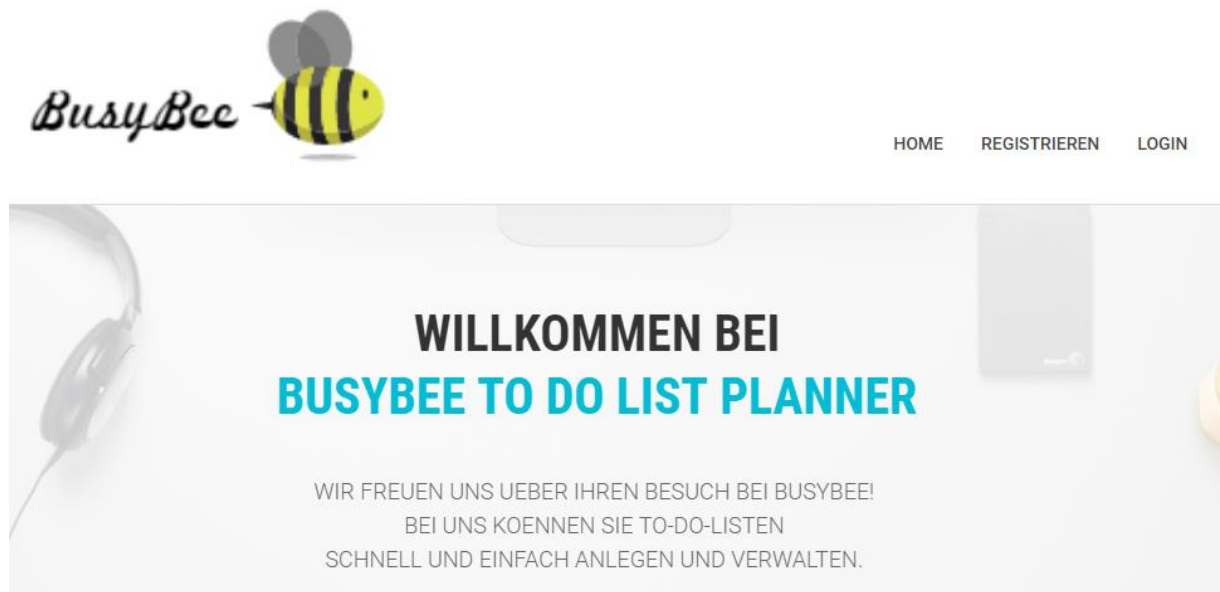 BusyBee
HOME REGISTRIEREN LOGIN
WILLKOMMEN BEI
BUSYBEE TO DO LIST PLANNER
WIR FREUEN UNS UEBER IHREN BESUCH BEI BUSYBEE!
BEI UNS KOENNEN SIE TO-DO-LISTEN
SCHNELL UND EINFACH ANLEGEN UND VERWALTEN.